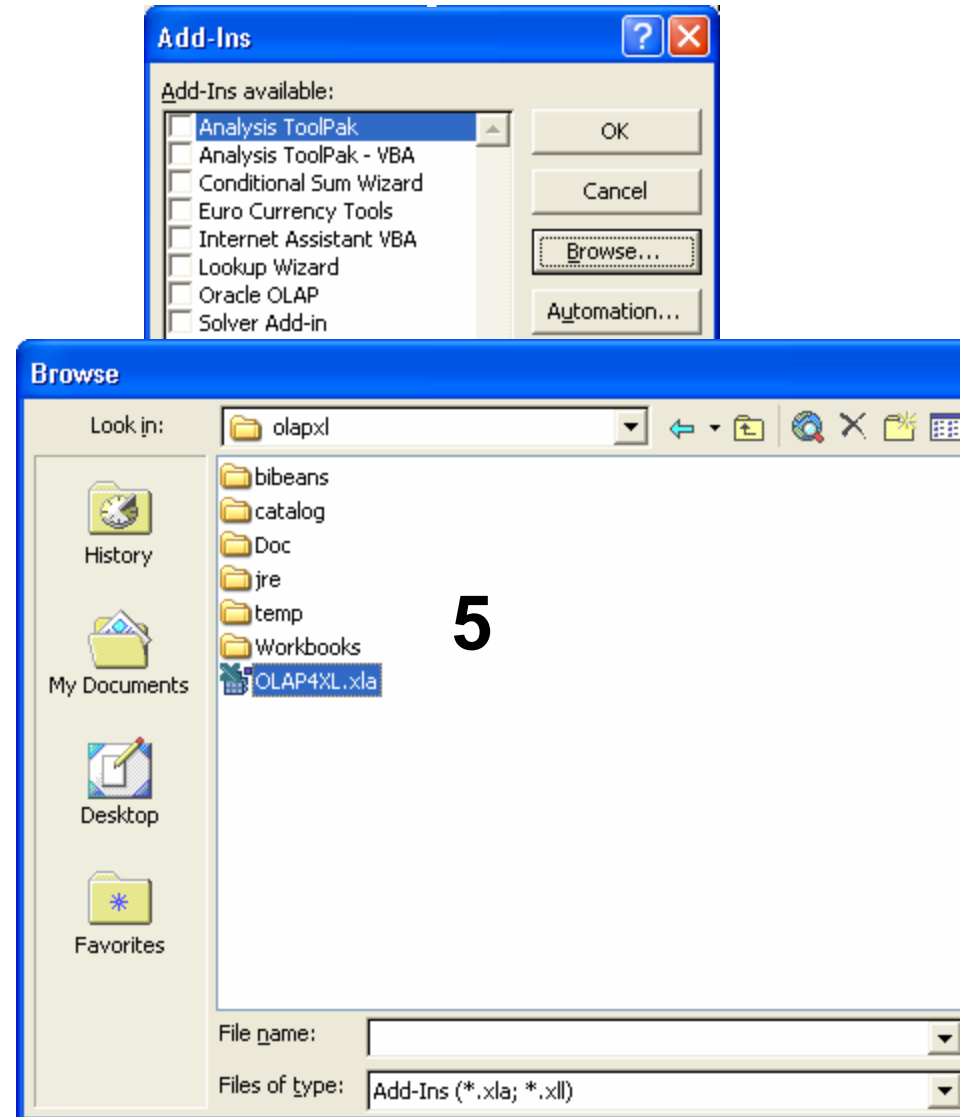 Add-Ins
Add-Ins available:
Analysis ToolPak
Analysis ToolPak - VBA
Conditional Sum Wizard
Euro Currency Tools
Internet Assistant VBA
Lookup Wizard
Oracle OLAP
Solver Add-in
OK
Cancel
Browse...
Automation...
Browse
Look in:
olapxl
History
My Documents
Desktop
Favorites
bibeans
catalog
Doc
jre
temp
Workbooks
OLAP4XL.xla
5
File name:
Files of type:
Add-Ins (*.xla; *.xll)